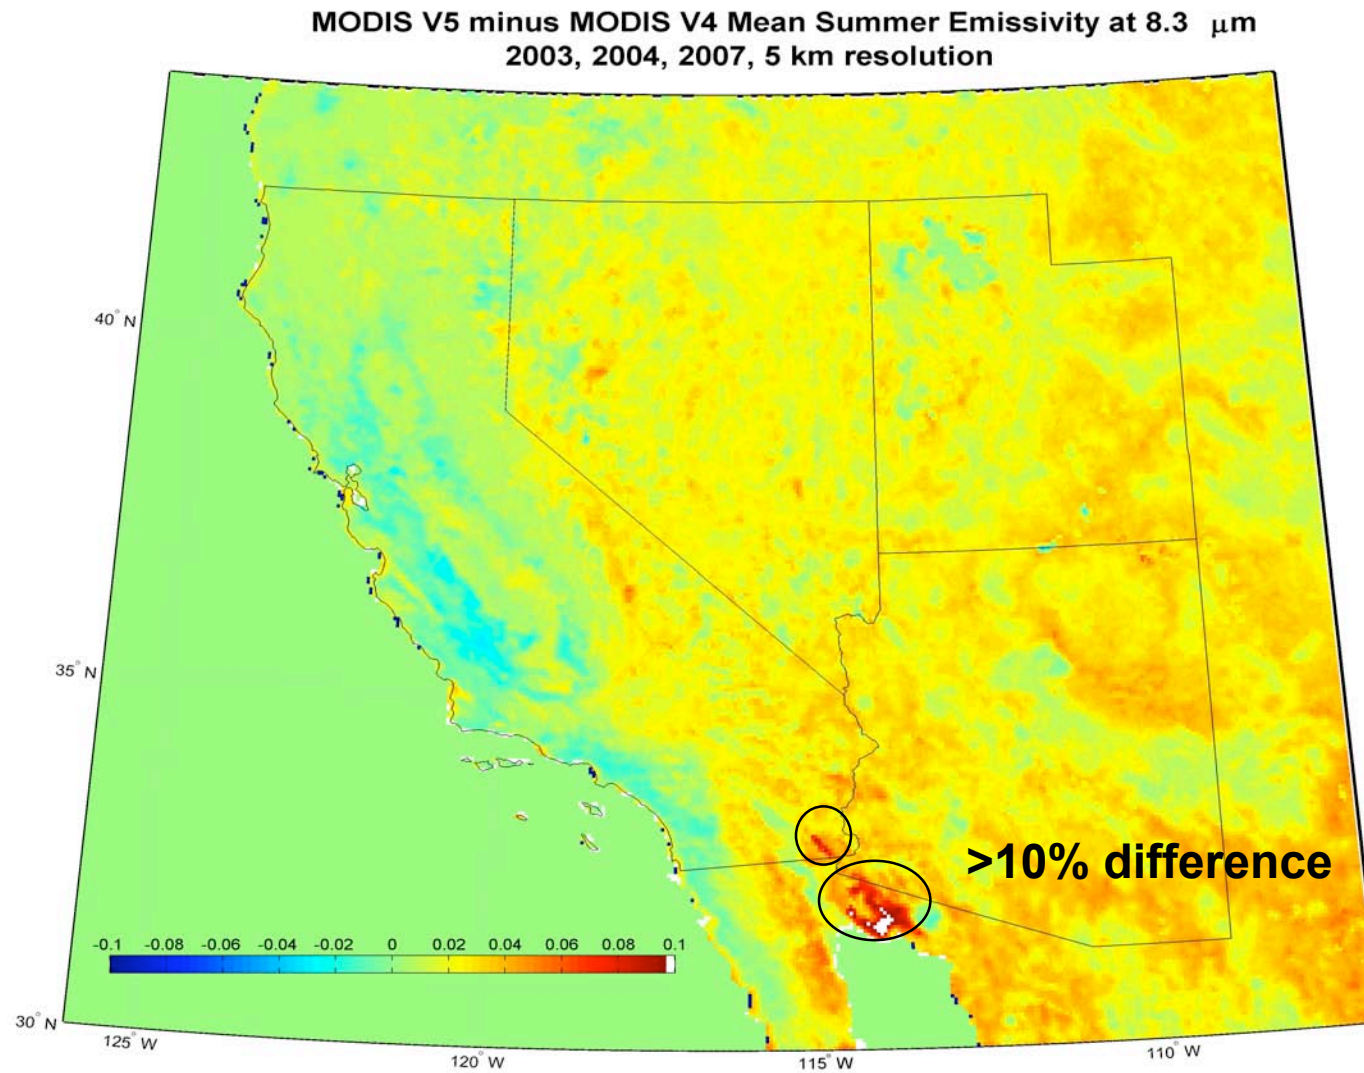 MODIS V5 minus MODIS V4 Mean Summer Emissivity at 8.3 μm
2003, 2004, 2007, 5 km resolution
40° N
35° N
>10% difference
-0.1 -0.08 -0.06 -0.04 -0.02 0 0.02 0.04 0.06 0.08 0.1
30° N
125° W 120° W 115° W 110° W